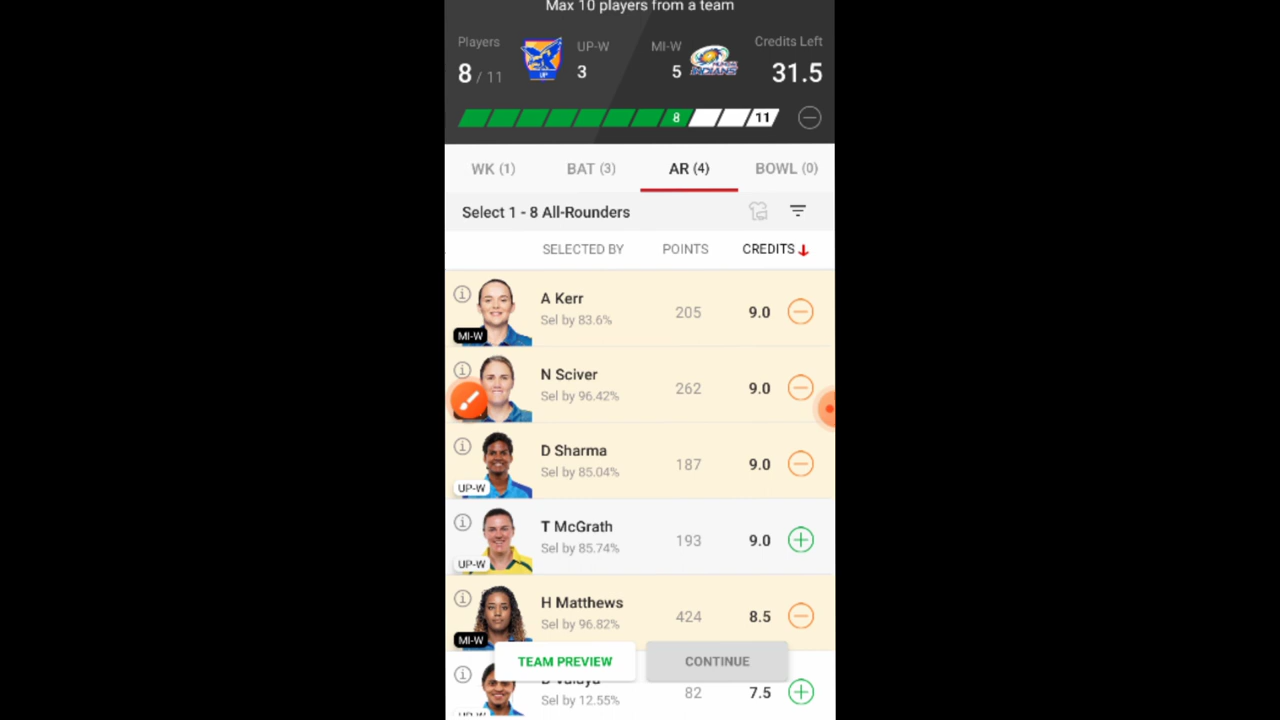 Max 10 players from a team
Players UP-W MI-W Credits Left
8 / 11 UP 3 5 INDIANS 31.5
8 11
WK (1) BAT (3) AR (4) BOWL (0)
Select 1 - 8 All-Rounders
SELECTED BY POINTS CREDITS
A Kerr
Sel by 83.6% 205 9.0
MI-W
N Sciver
Sel by 96.42% 262 9.0
D Sharma
Sel by 85.04% 187 9.0
UP-W
T McGrath
Sel by 85.74% 193 9.0
UP-W
H Matthews
Sel by 96.82% 424 8.5
MI-W
TEAM PREVIEW CONTINUE
Sel by 12.55% 82 7.5
UP-W